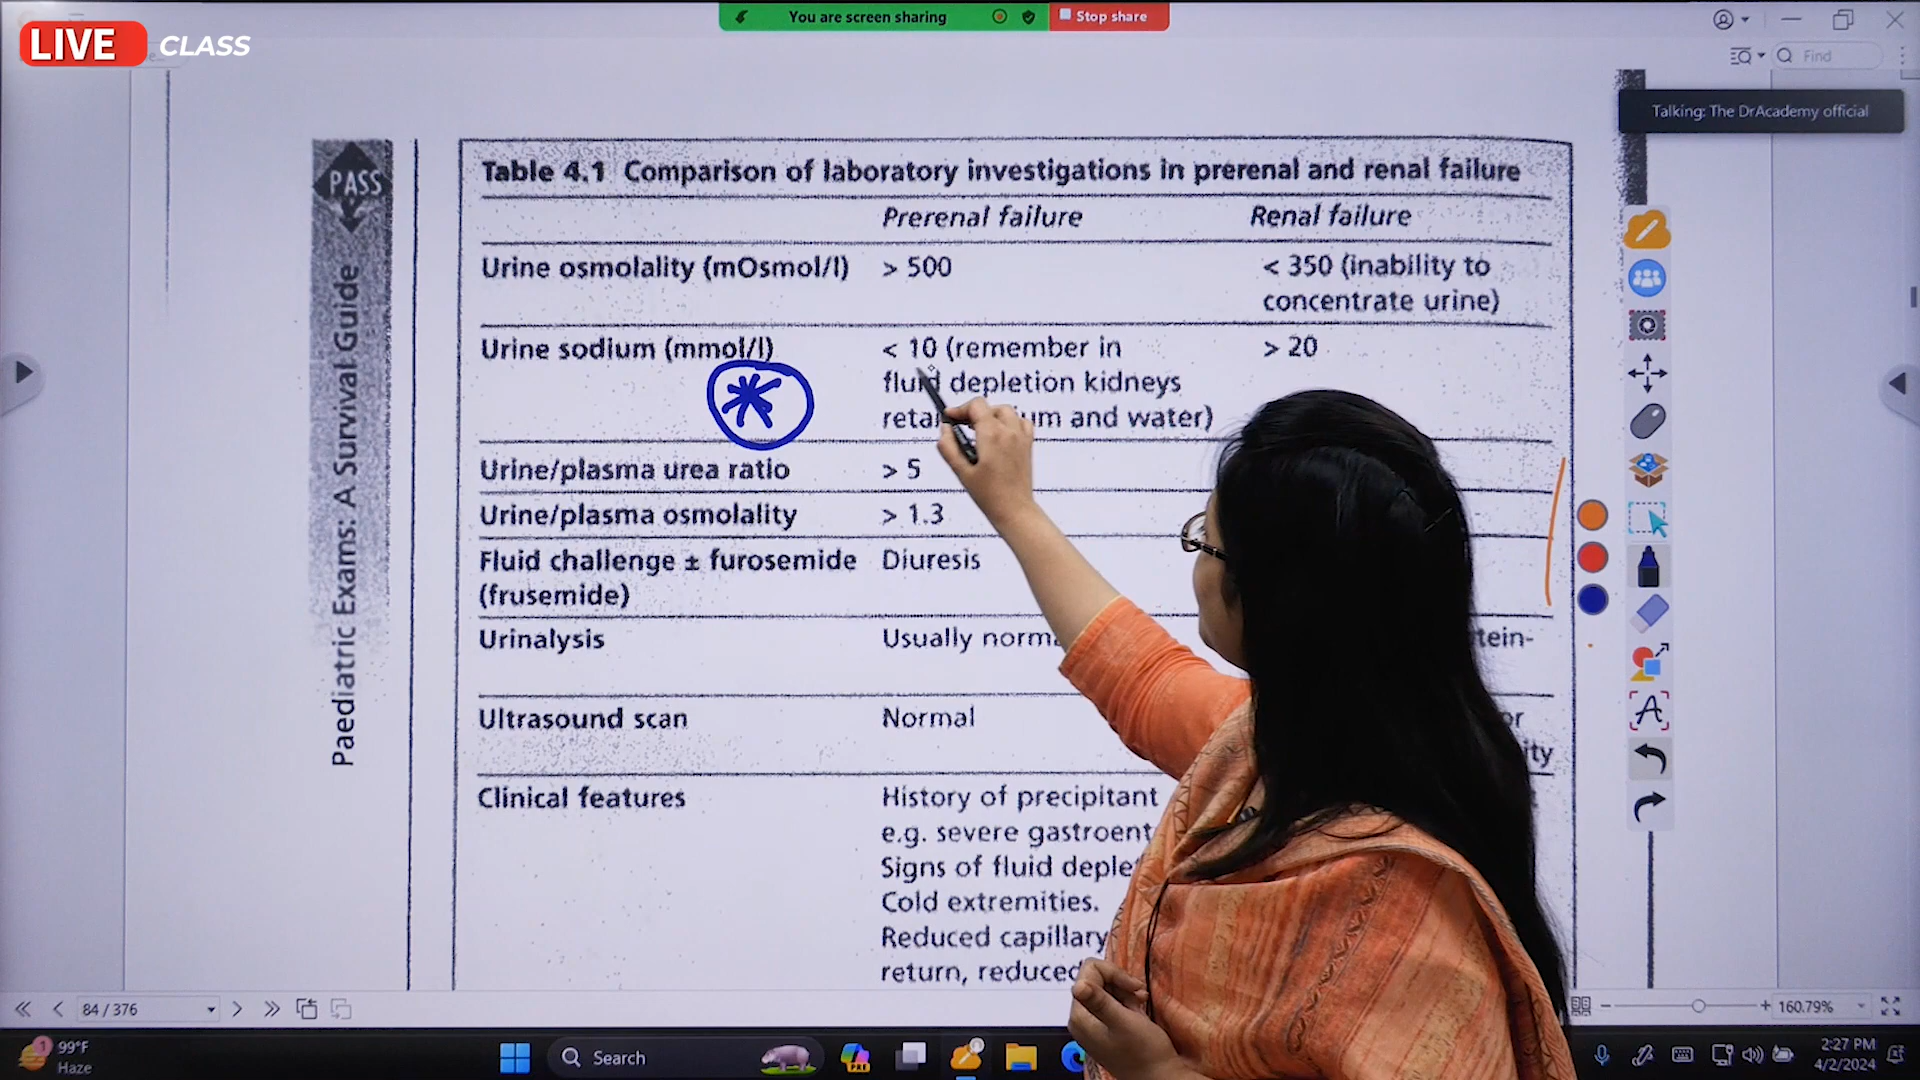 LIVE CLASS
You are screen sharing
Stop share
Find
Talking: The DrAcademy official
PASS
Paediatric Exams: A Survival Guide
Table 4.1 Comparison of laboratory investigations in prerenal and renal failure
Prerenal failure Renal failure
Urine osmolality (mOsmol/l) > 500 < 350 (inability to
concentrate urine)
Urine sodium (mmol/l) < 10 (remember in > 20
fluid depletion kidneys
and water)
Urine/plasma urea ratio > 5
Urine/plasma osmolality > 1.3
Fluid challenge ± furosemide Diuresis
(frusemide)
Urinalysis Usually
Ultrasound scan Normal
Clinical features History of precipitant
e.g. severe
Signs of fluid
Cold extremities.
Reduced capillary
return, reduced
84 / 376
160.79%
1
99°F
Haze
Search
PRE
2:27 PM
4/2/2024